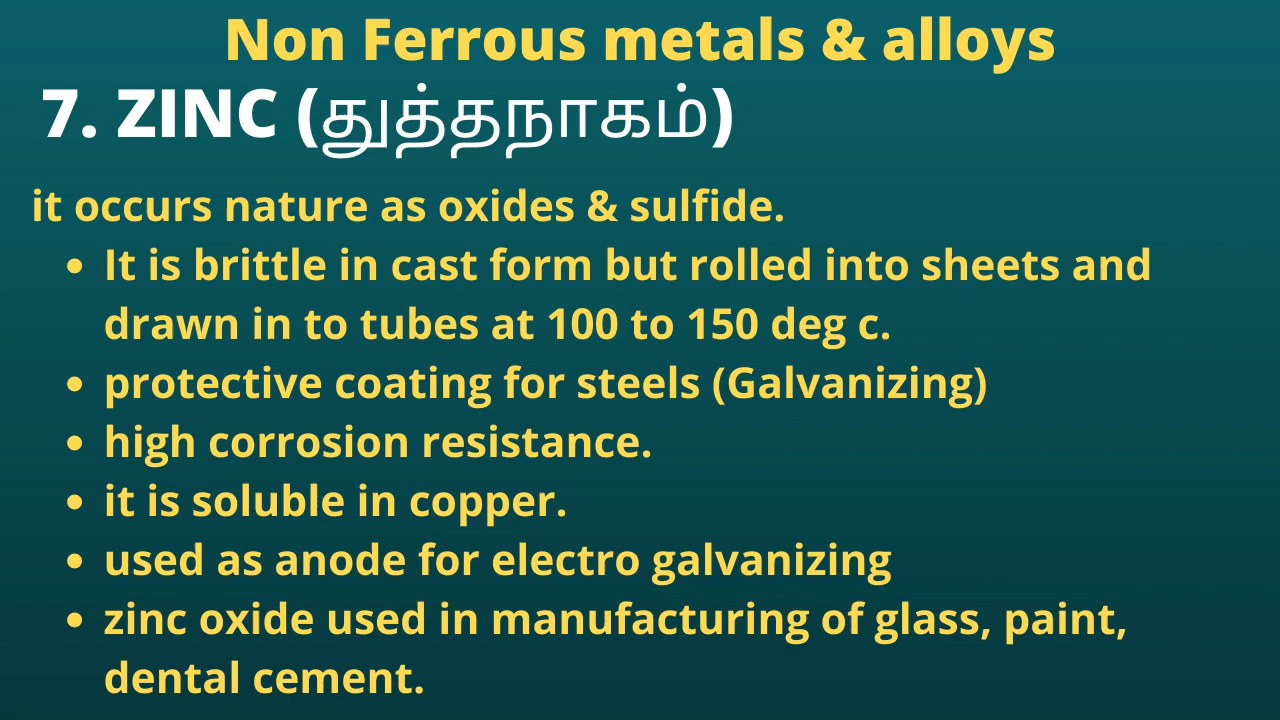 Non Ferrous metals & alloys
7. ZINC (துத்தநாகம்)
it occurs nature as oxides & sulfide.
• It is brittle in cast form but rolled into sheets and
drawn in to tubes at 100 to 150 deg c.
• protective coating for steels (Galvanizing)
• high corrosion resistance.
• it is soluble in copper.
• used as anode for electro galvanizing
• zinc oxide used in manufacturing of glass, paint,
dental cement.